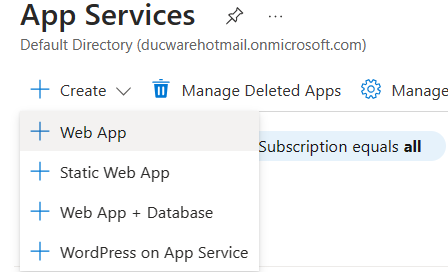 App Services
Default Directory (ducwarehotmail.onmicrosoft.com)
Create Manage Deleted Apps Manage
Web App
Subscription equals all
Static Web App
Web App + Database
WordPress on App Service